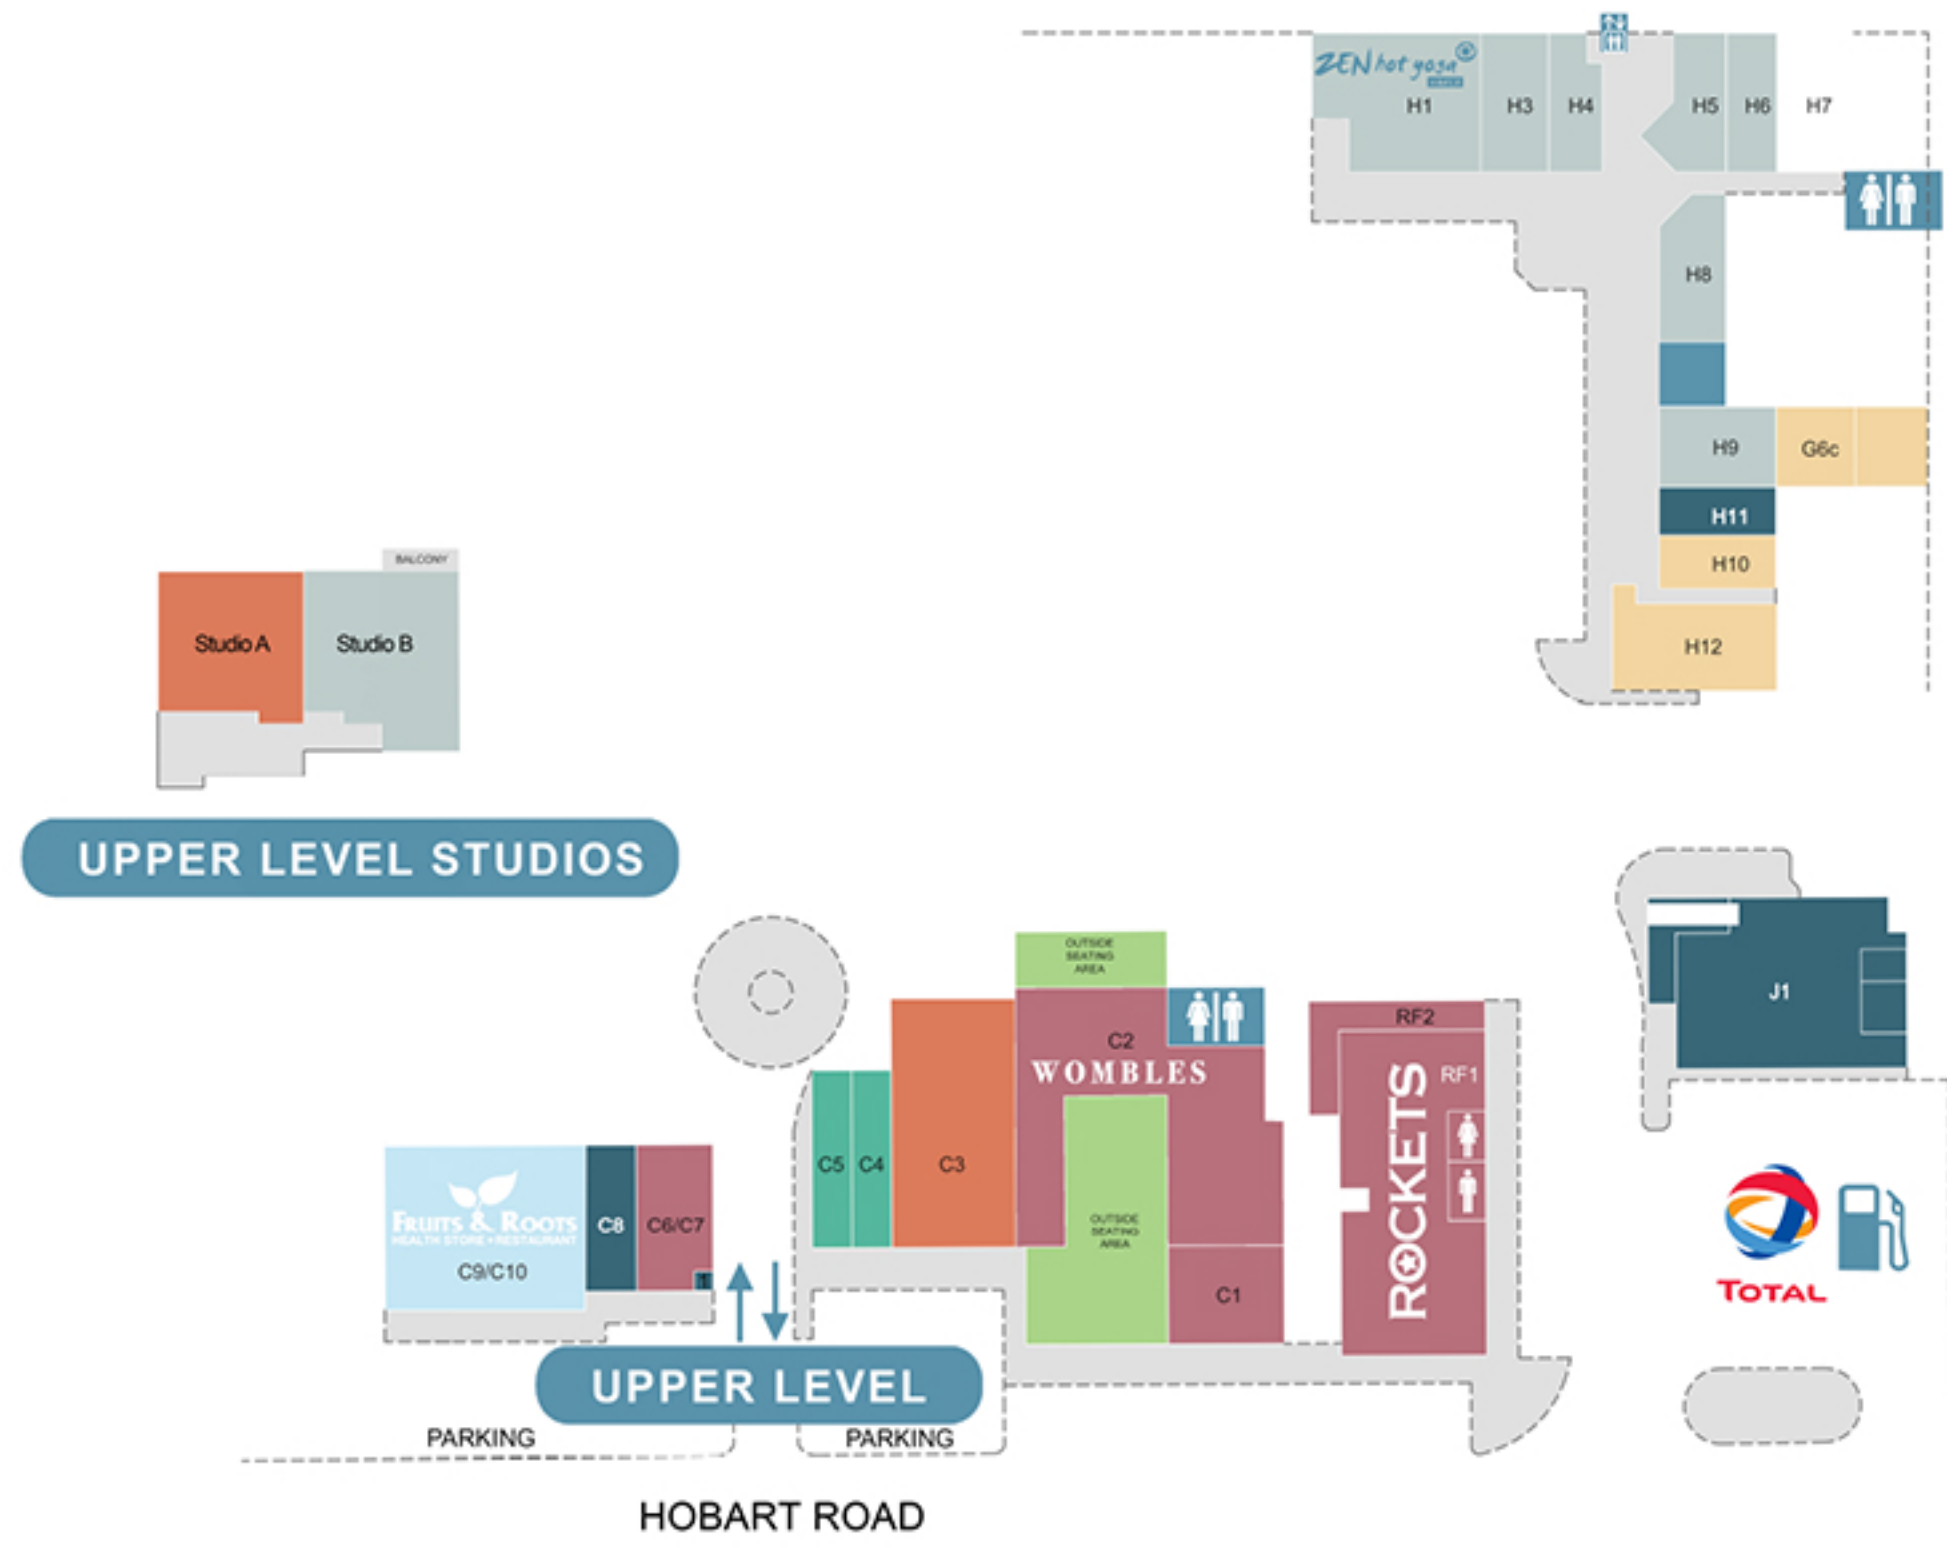 ZEN hot yoga
H1
H3
H4
H5
H6
H7
H8
H9
G6c
H11
H10
H12
BALCONY
Studio A
Studio B
UPPER LEVEL STUDIOS
OUTSIDE
SEATING
AREA
C2
WOMBLES
RF2
RF1
ROCKETS
J1
C5
C4
C3
OUTSIDE
SEATING
AREA
C1
FRUITS & ROOTS
HEALTH STORE • RESTAURANT
C9/C10
C8
C6/C7
TOTAL
UPPER LEVEL
PARKING
PARKING
HOBART ROAD